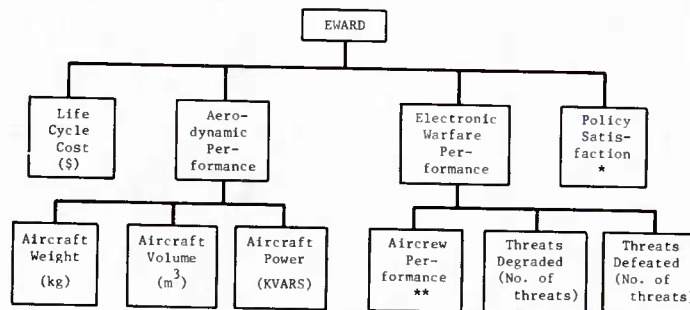 EWARD
Life
Cycle
Cost
($)
Aero-
dynamic
Per-
formance
Electronic
Warfare
Per-
formance
Policy
Satis-
faction
*
Aircraft
Weight
(kg)
Aircraft
Volume
(m³)
Aircraft
Power
(KVARS)
Aircrew
Per-
formance
**
Threats
Degraded
(No. of
threats)
Threats
Defeated
(No. of
threats)